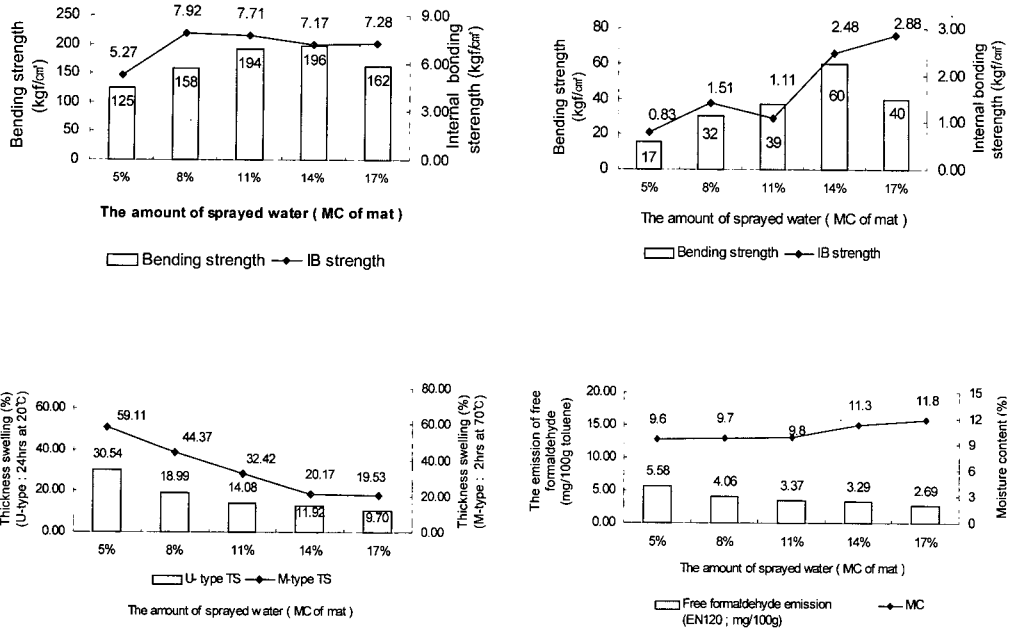 250
200
150
100
50
0
Bending strength
(kgf/㎠)
5.27
7.92
7.71
7.17
7.28
125
158
194
196
162
9.00
6.00
3.00
0.00
Internal bonding
sterength (kgf/㎠)
5% 8% 11% 14% 17%
The amount of sprayed water ( MC of mat )
Bending strength IB strength
80
60
40
20
0
Bending strength
(kgf/㎠)
0.83
1.51
1.11
2.48
2.88
17
32
39
60
40
3.00
2.00
1.00
0.00
Internal bonding
sterength (kgf/㎠)
5% 8% 11% 14% 17%
The amount of sprayed water ( MC of mat )
Bending strength IB strength
Thickness swelling (%)
(U-type : 24hrs at 20℃)
60.00
40.00
20.00
0.00
59.11
44.37
32.42
20.17
19.53
30.54
18.99
14.08
11.92
9.70
80.00
60.00
40.00
20.00
0.00
Thickness swelling (%)
(M-type : 2hrs at 70℃)
5% 8% 11% 14% 17%
U- type TS M-type TS
The amount of sprayed water ( MC of mat )
The emission of free
formaldehyde
(mg/100g toluene)
20.00
15.00
10.00
5.00
0.00
9.6
9.7
9.8
11.3
11.8
5.58
4.06
3.37
3.29
2.69
15
12
9
6
3
0
Moisture content (%)
5% 8% 11% 14% 17%
The amount of sprayed water ( MC of mat )
Free formaldehyde emission
(EN120 ; mg/100g)
MC